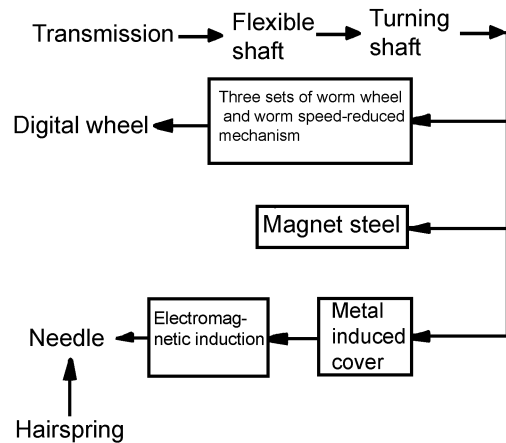 Transmission
Flexible
shaft
Turning
shaft
Three sets of worm wheel
and worm speed-reduced
mechanism
Digital wheel
Magnet steel
Metal
induced
cover
Electromag-
netic induction
Needle
Hairspring